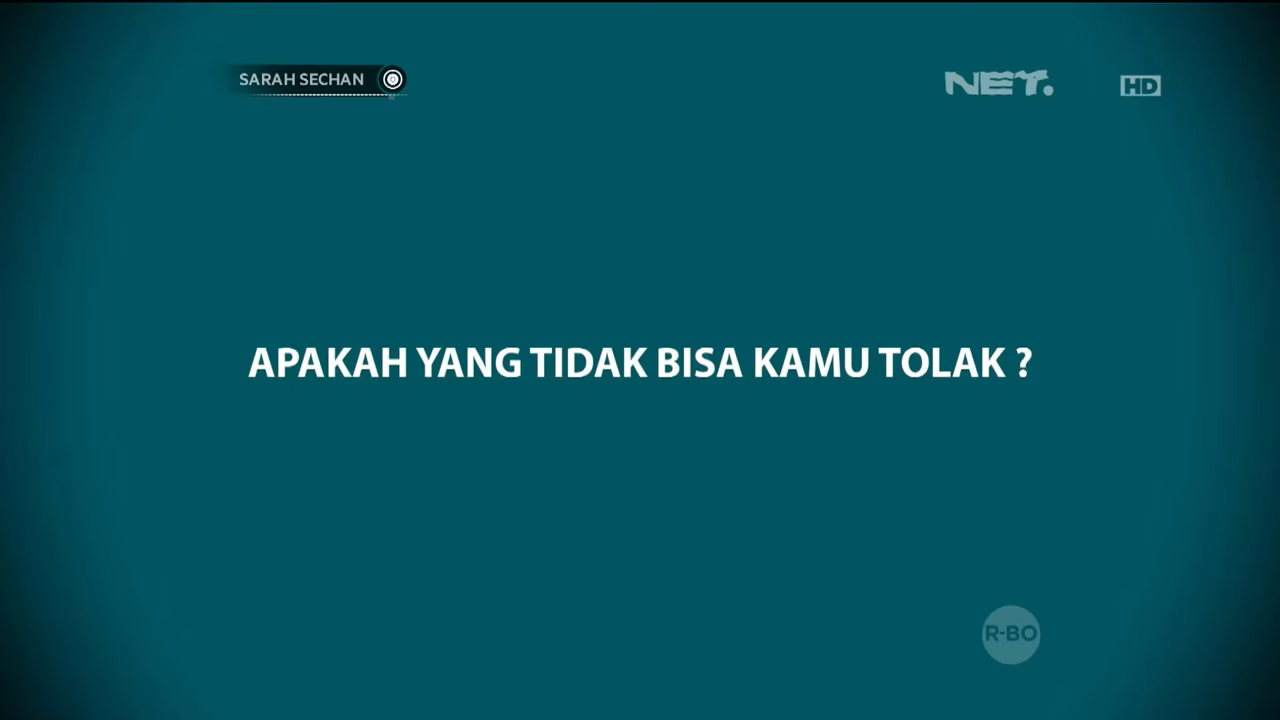 SARAH SECHAN
NET.
HD
APAKAH YANG TIDAK BISA KAMU TOLAK ?
R-BO